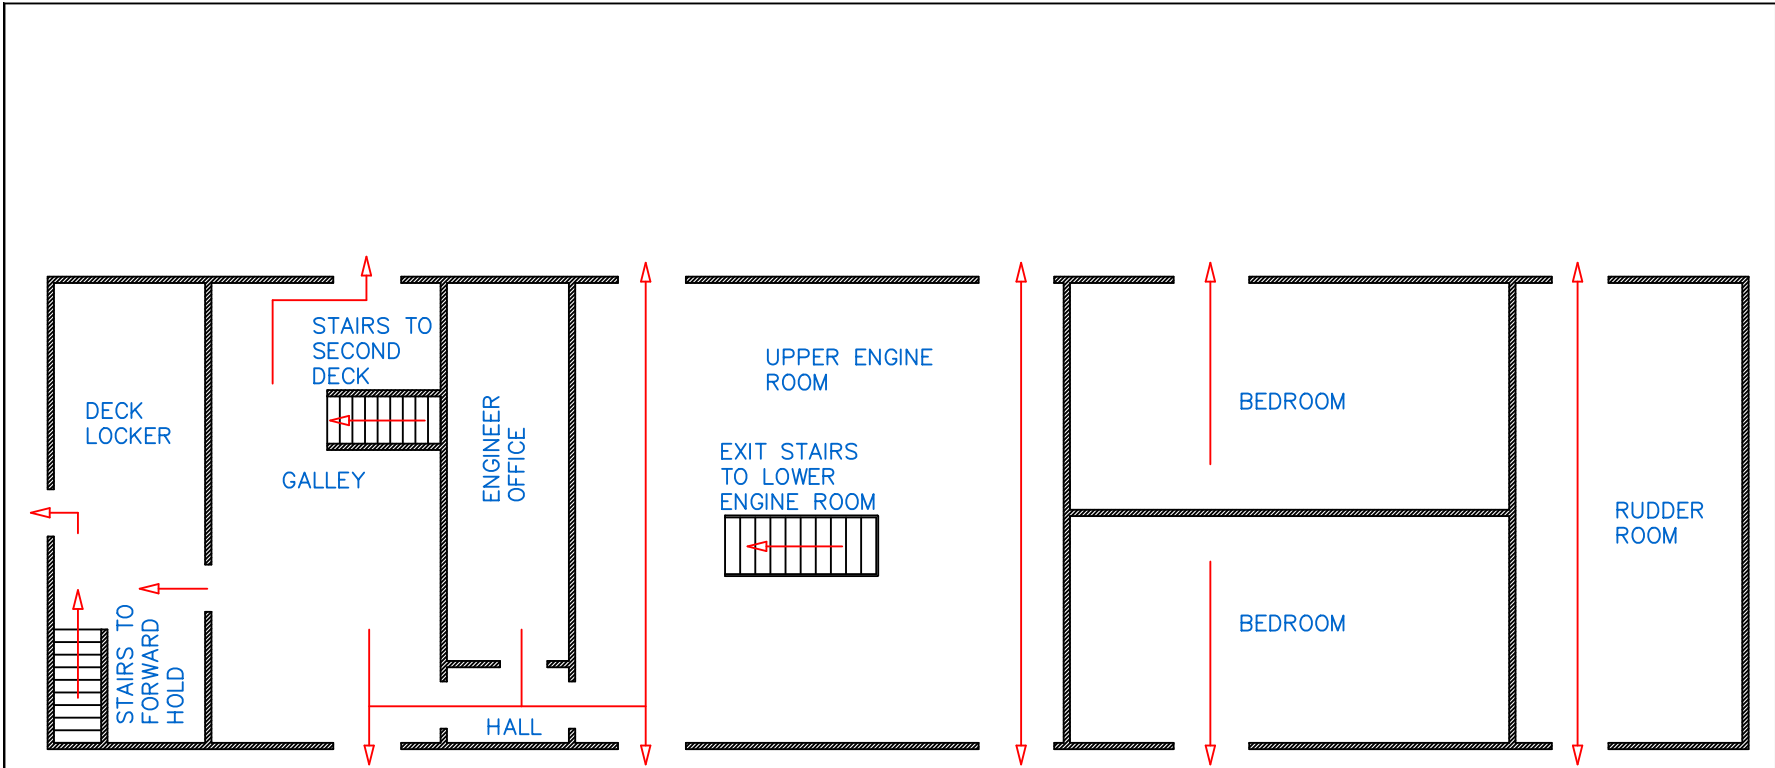 STAIRS TO
SECOND
DECK
DECK
LOCKER
GALLEY
ENGINEER
OFFICE
UPPER ENGINE
ROOM
EXIT STAIRS
TO LOWER
ENGINE ROOM
BEDROOM
BEDROOM
RUDDER
ROOM
STAIRS TO
FORWARD
HOLD
HALL